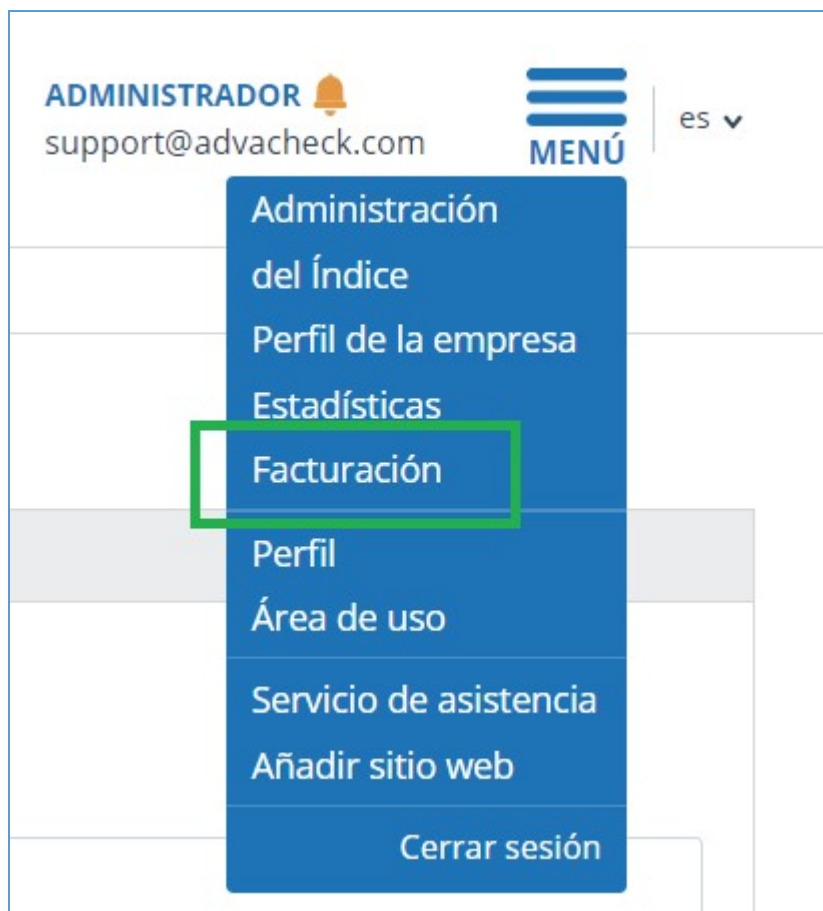 ADMINISTRADOR
support@advacheck.com
MENÚ
es
Administración
del Índice
Perfil de la empresa
Estadísticas
Facturación
Perfil
Área de uso
Servicio de asistencia
Añadir sitio web
Cerrar sesión